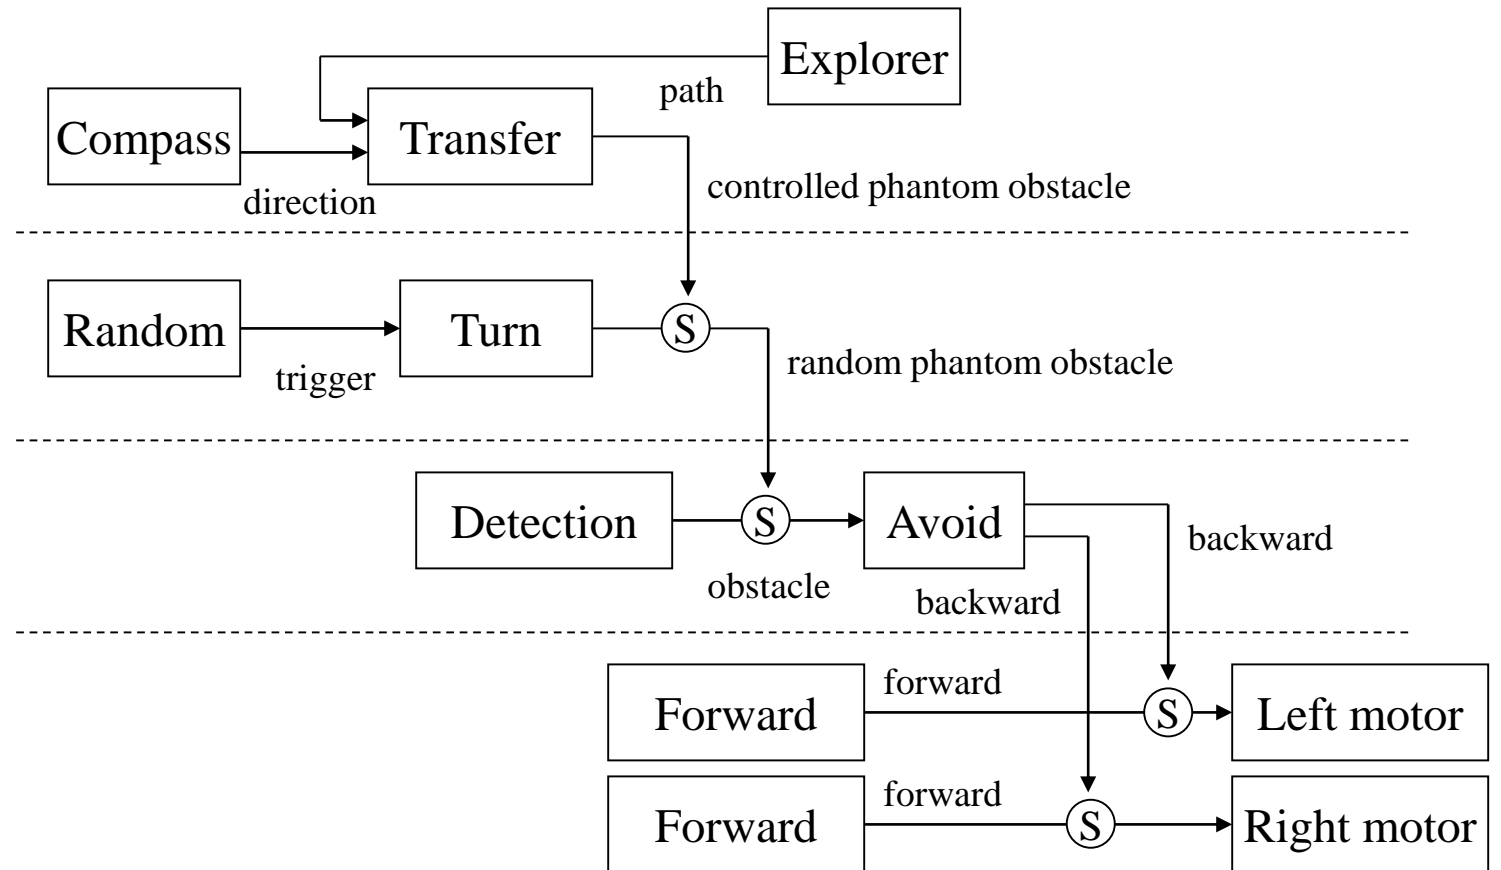 Explorer
path
Compass
Transfer
direction
controlled phantom obstacle
Random
Turn
S
trigger
random phantom obstacle
Detection
S
Avoid
backward
obstacle
backward
Forward
forward
S
Left motor
Forward
forward
S
Right motor